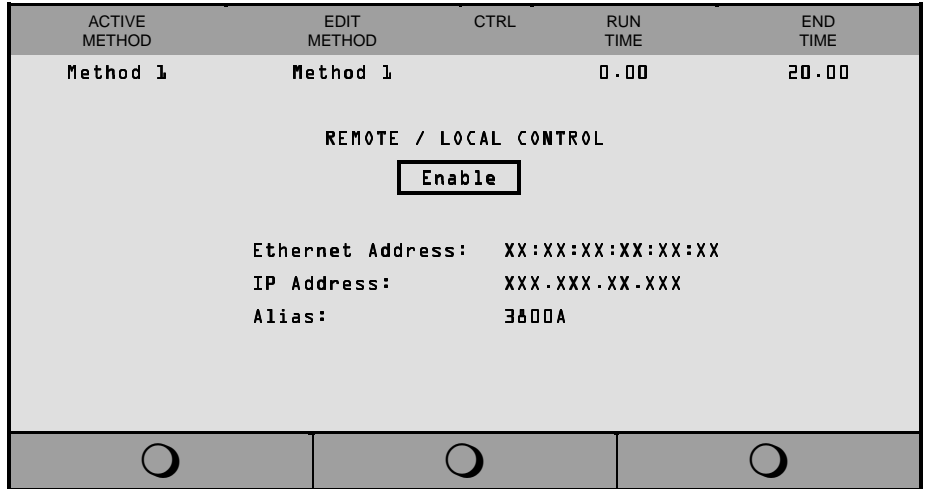 ACTIVE METHOD EDIT METHOD CTRL RUN TIME END TIME
Method 1 Method 1 0.00 20.00
REMOTE / LOCAL CONTROL
Enable
Ethernet Address: XX:XX:XX:XX:XX:XX
IP Address: XXX.XXX.XX.XXX
Alias: 3800A